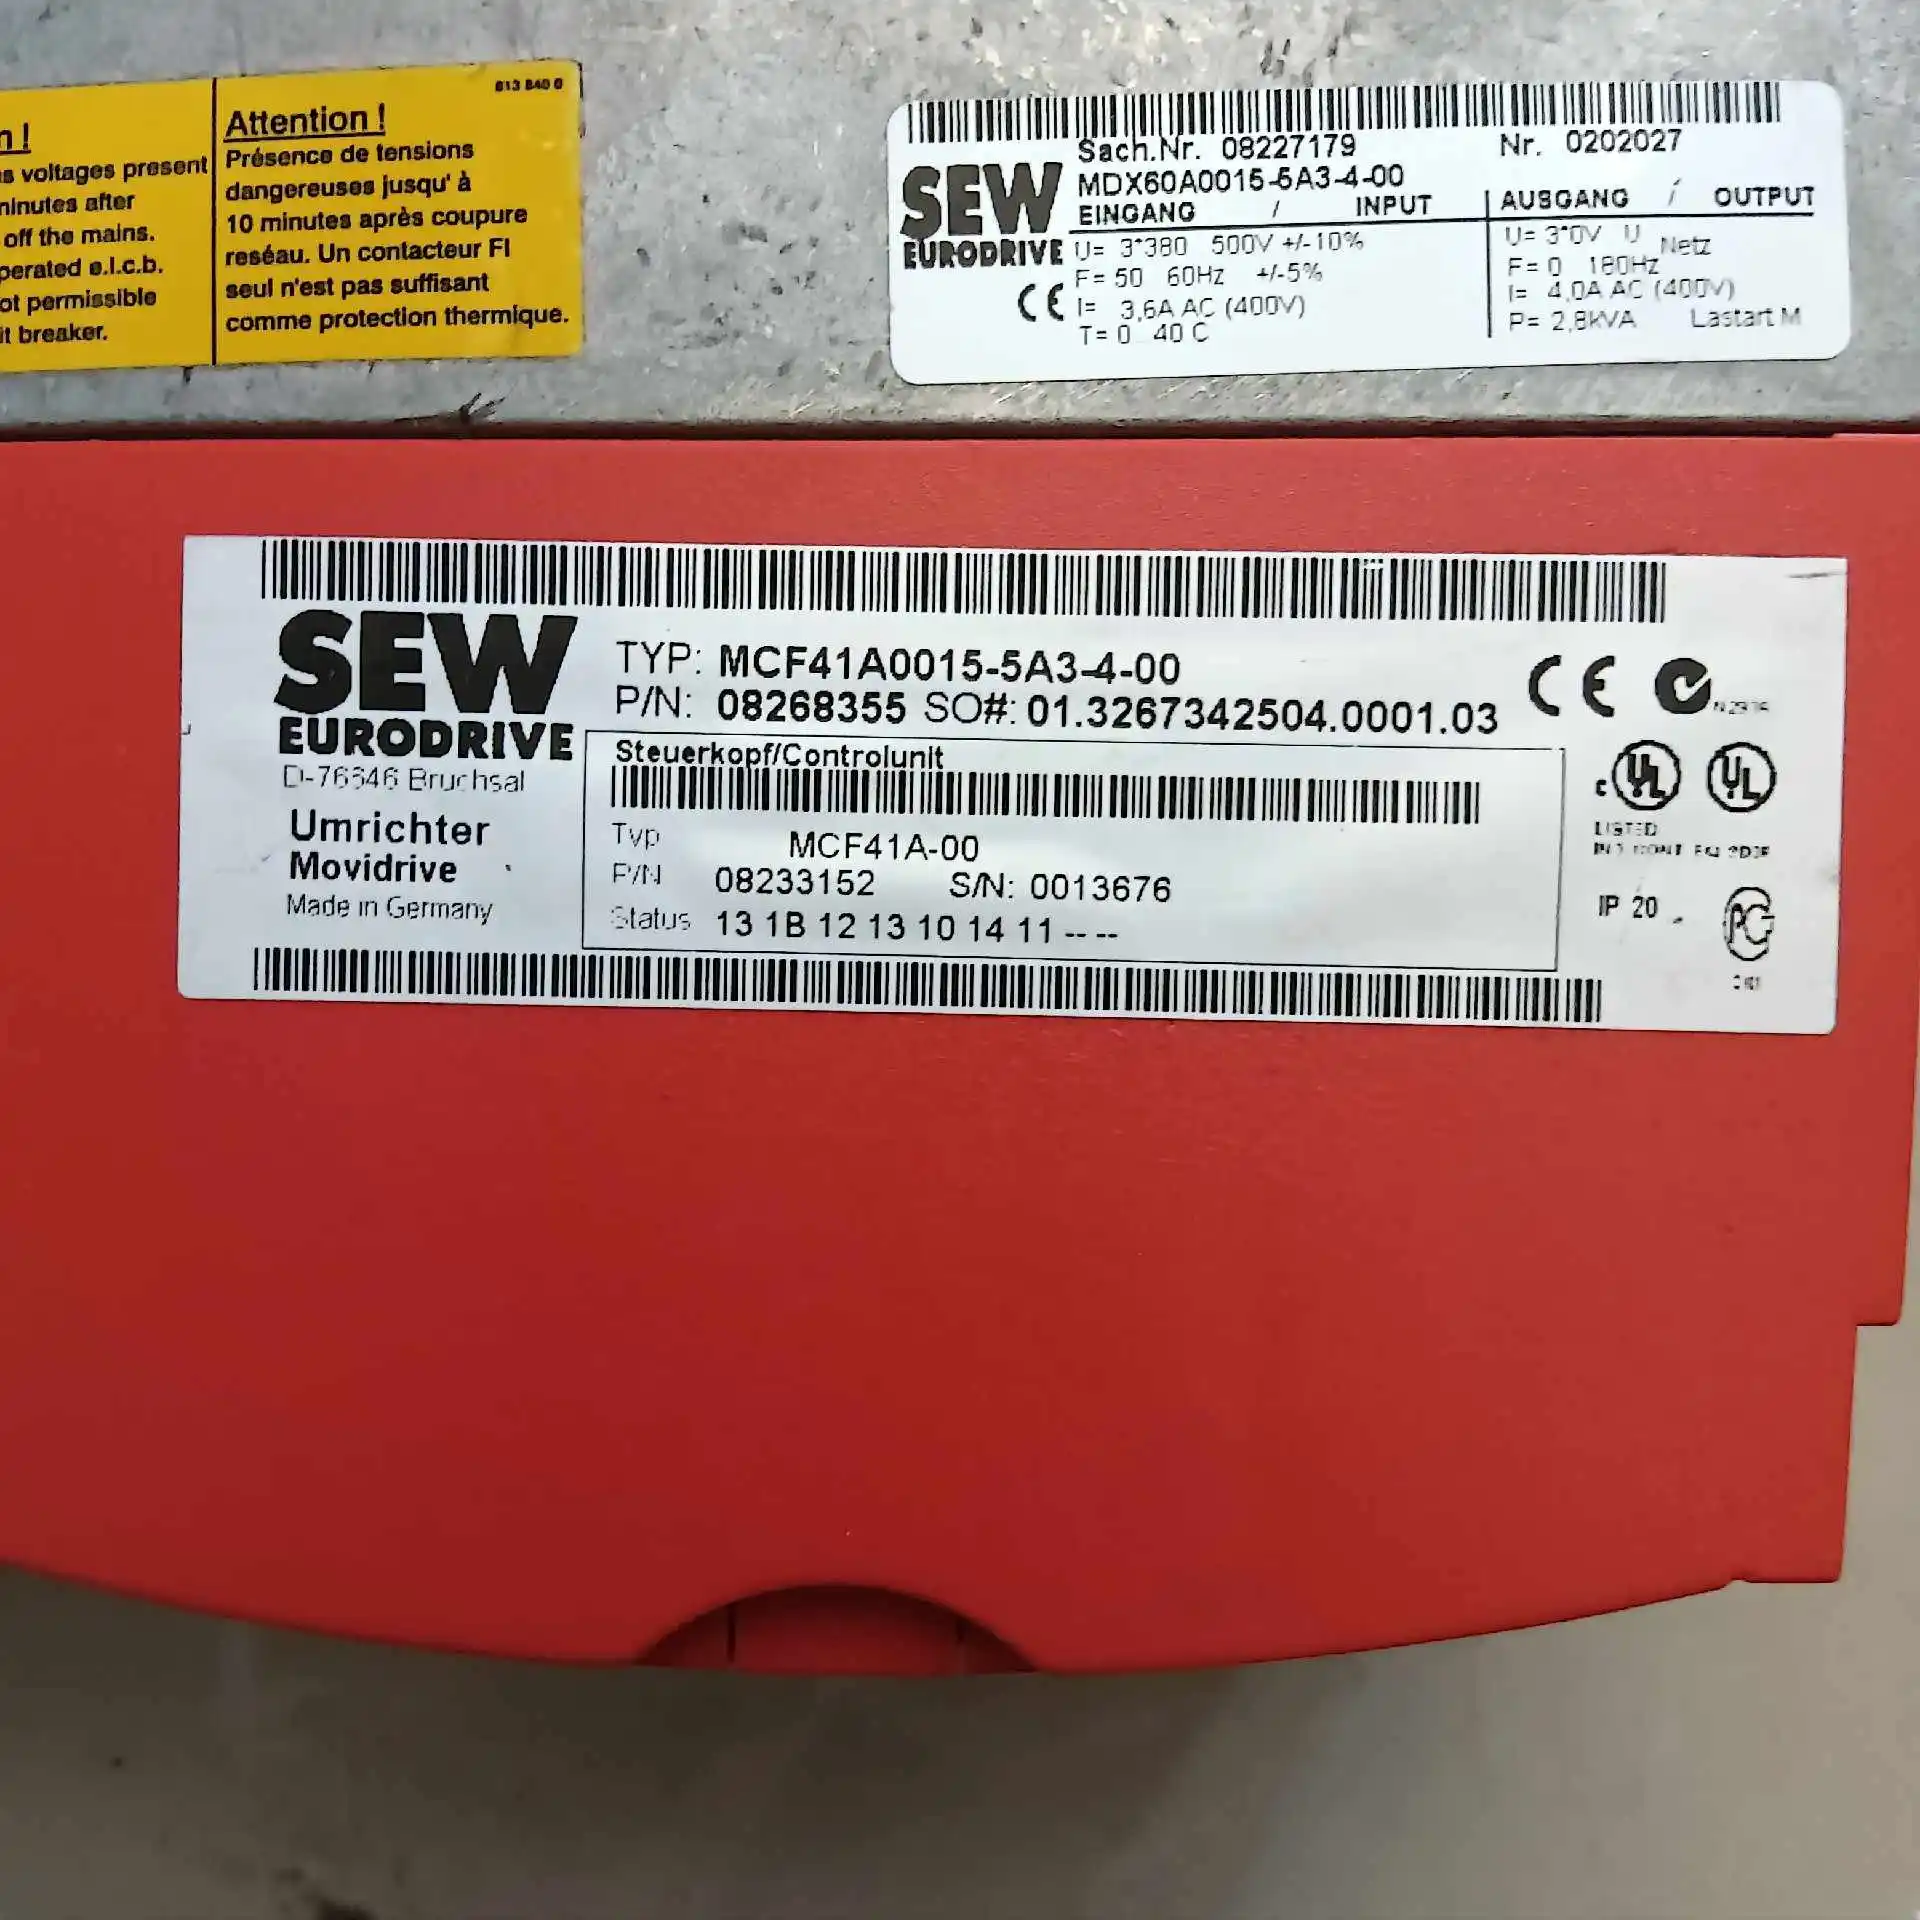 n!
s voltages present
minutes after
off the mains.
perated e.l.c.b.
ot permissible
it breaker.
813 840 0
Attention !
Présence de tensions
dangereuses jusqu' à
10 minutes après coupure
reséau. Un contacteur FI
seul n'est pas suffisant
comme protection thermique.
Sach.Nr. 08227179 Nr. 0202027
SEW
EURODRIVE
CE
MDX60A0015-5A3-4-00
EINGANG / INPUT
U= 3*380 500V +/-10%
F= 50 60Hz +/-5%
I= 3,6A AC (400V)
T= 0 40 C
AUSGANG / OUTPUT
U= 3*0V U Netz
F= 0 180Hz
I= 4,0A AC (400V)
P= 2,8kVA Lastart M
SEW
EURODRIVE
D-76646 Bruchsal
Umrichter
Movidrive
Made in Germany
TYP: MCF41A0015-5A3-4-00
P/N: 08268355 SO#: 01.3267342504.0001.03
Steuerkopf/Controlunit
Typ MCF41A-00
P/N 08233152 S/N: 0013676
Status 13 1B 12 13 10 14 11 -- --
CE
c UL UL
LISTED
IP 20